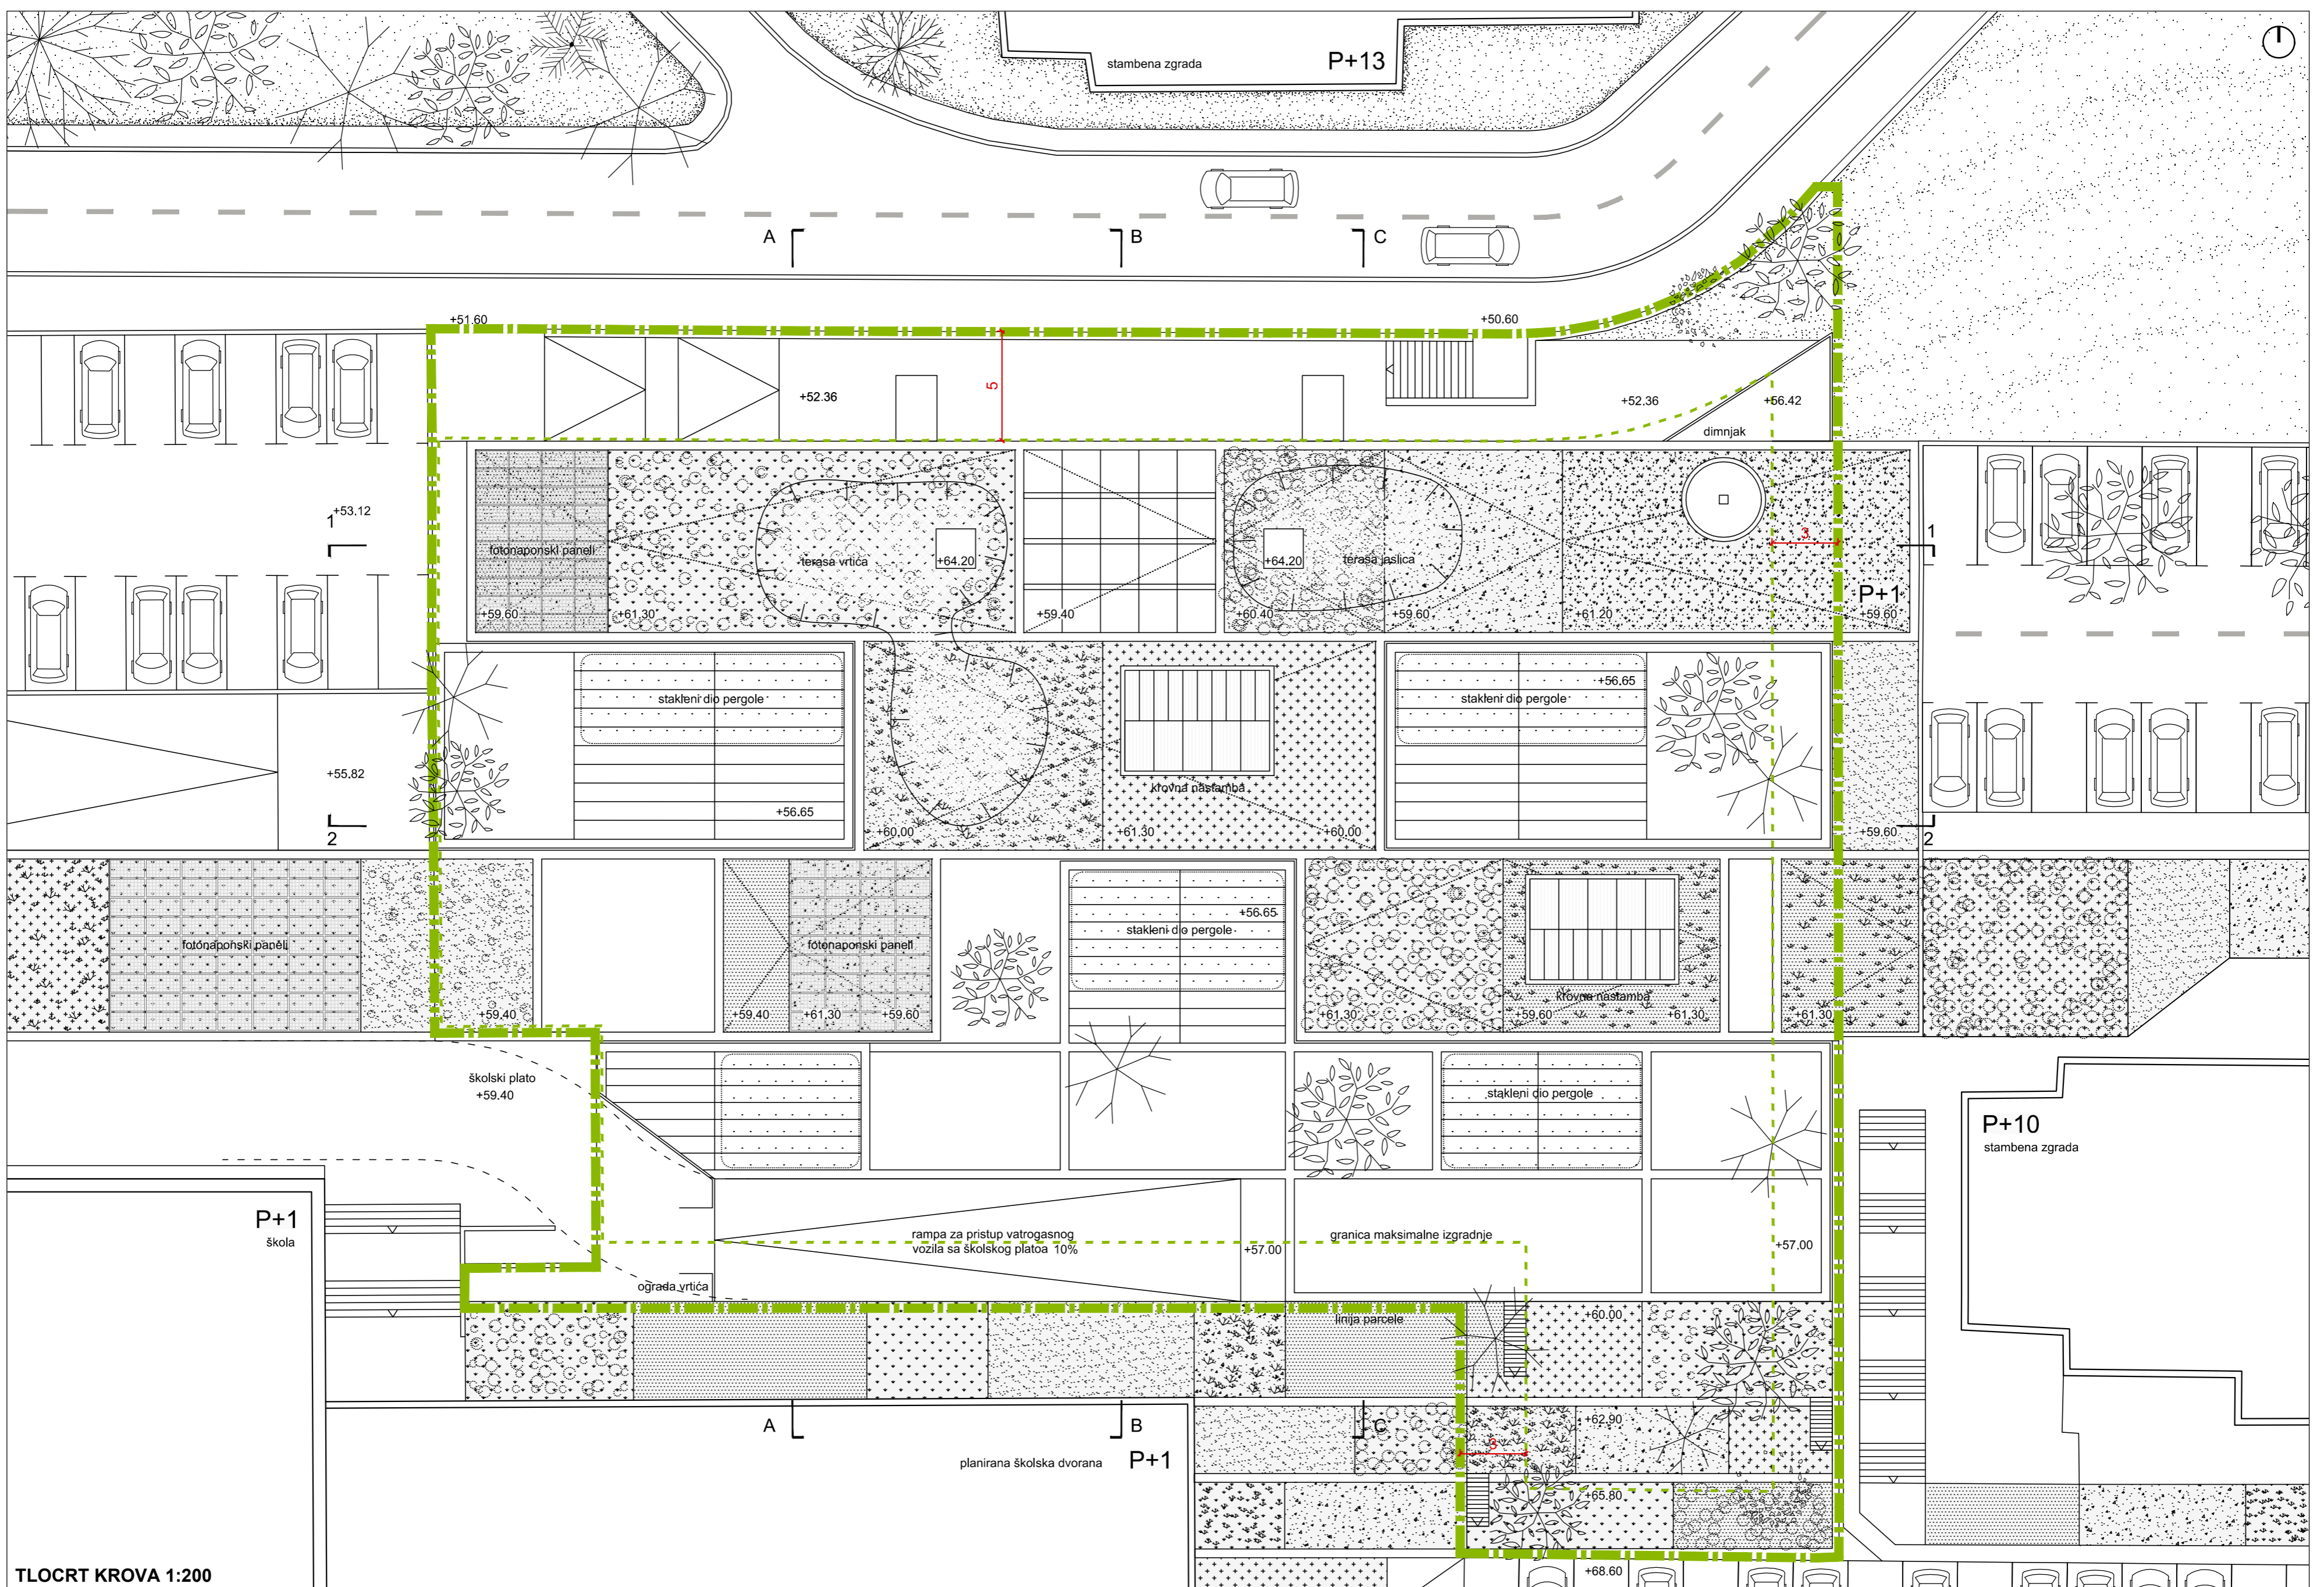 stambena zgrada
P+13
A
B
C
+51.60
+50.60
5
+52.36
+52.36
+56.42
dimnjak
1
+53.12
fotonaponski paneli
terasa vrtića
+64.20
+64.20
terasa jaslica
3
1
P+1
+59.60
+61.30
+59.40
+60.40
+59.60
+61.20
+59.60
stakleni dio pergole
stakleni dio pergole
+56.65
+55.82
krovna nastamba
+56.65
2
+60.00
+61.30
+60.00
+59.60
2
+56.65
stakleni dio pergole
fotonaponski paneli
fotonaponski paneli
krovna nastamba
+59.40
+59.40
+61.30
+59.60
+61.30
+59.60
+61.30
+61.30
školski plato
+59.40
stakleni dio pergole
P+10
stambena zgrada
P+1
škola
rampa za pristup vatrogasnog
vozila sa školskog platoa 10%
+57.00
granica maksimalne izgradnje
+57.00
ograda vrtića
linija parcele
+60.00
A
B
C
+62.90
3
planirana školska dvorana
P+1
+65.80
+68.60
TLOCRT KROVA 1:200